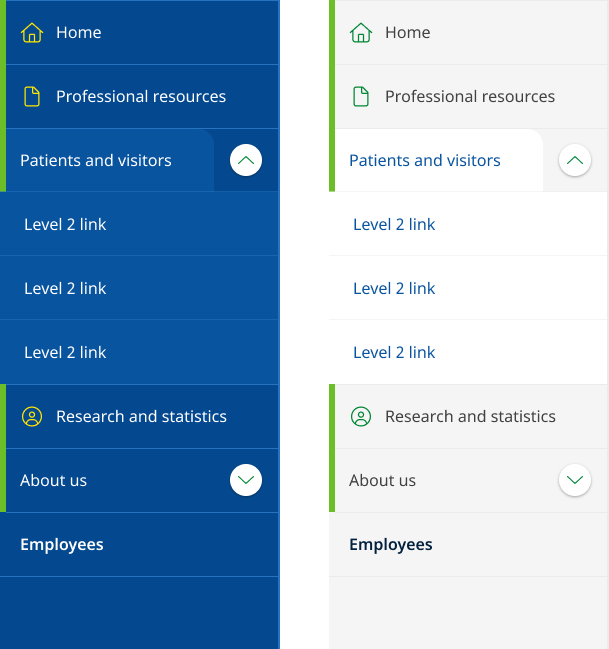 Home
Professional resources
Patients and visitors
Level 2 link
Level 2 link
Level 2 link
Research and statistics
About us
Employees
Home
Professional resources
Patients and visitors
Level 2 link
Level 2 link
Level 2 link
Research and statistics
About us
Employees